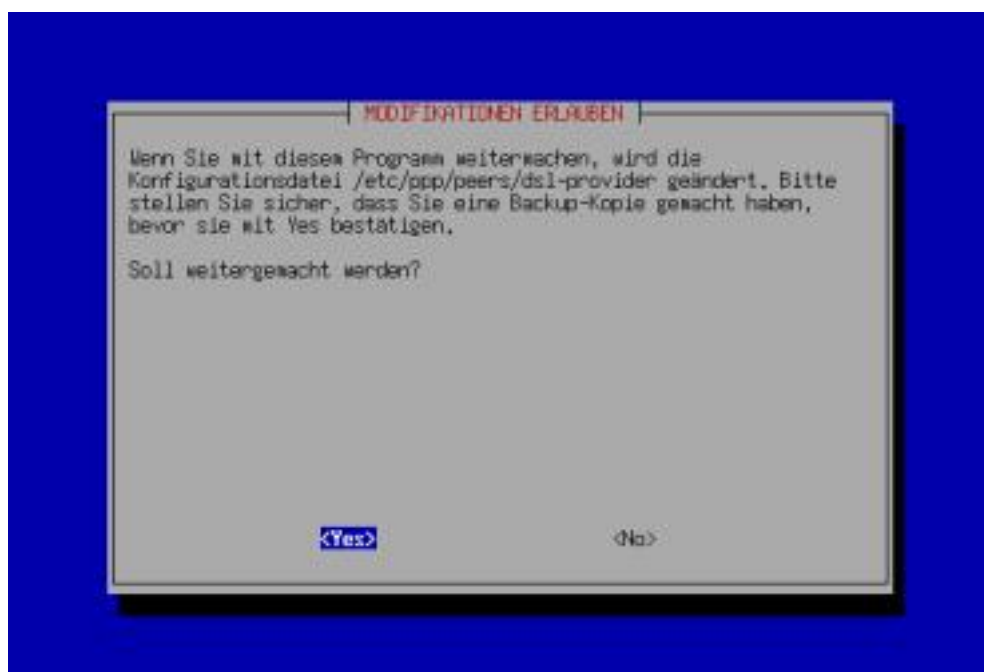 MODIFIKATIONEN ERLAUBEN
Wenn Sie mit diesem Programm weitermachen, wird die
Konfigurationsdatei /etc/ppp/peers/dsl-provider geändert. Bitte
stellen Sie sicher, dass Sie eine Backup-Kopie gemacht haben,
bevor sie mit Yes bestätigen.
Soll weitergemacht werden?
<Yes> <No>